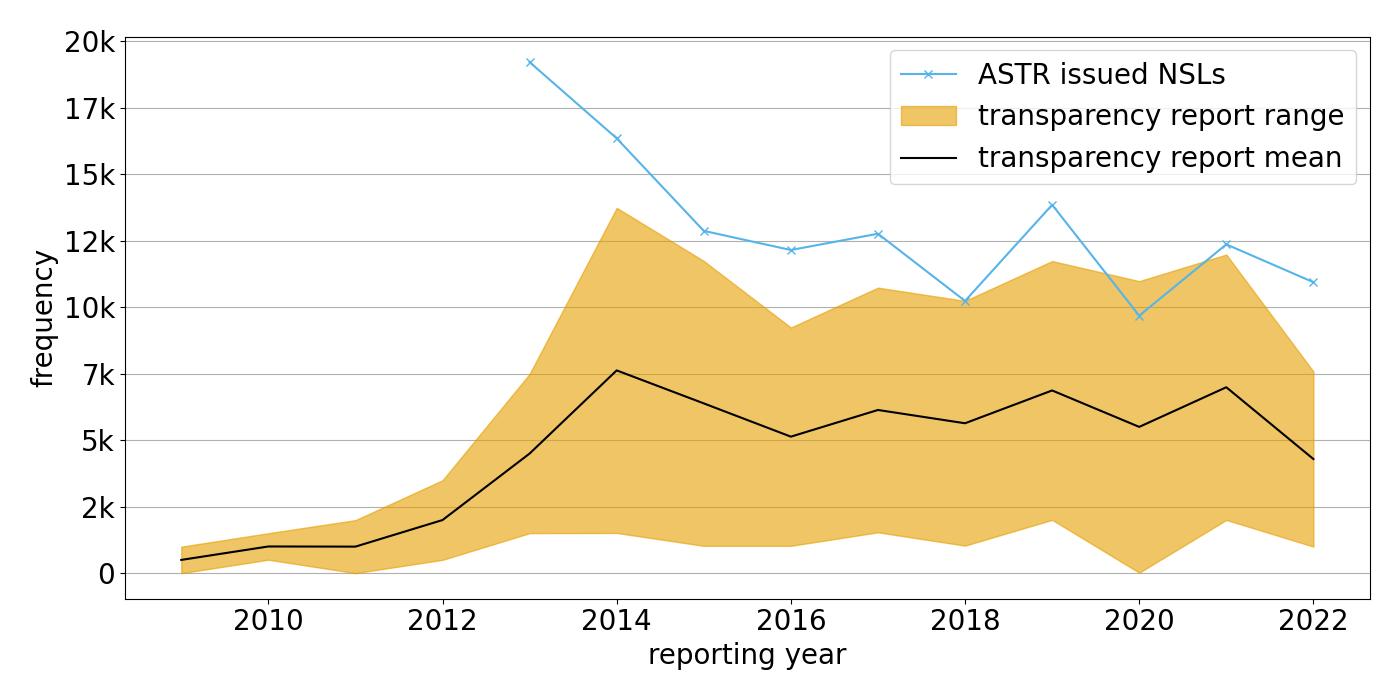 20k
17k
15k
12k
10k
7k
5k
2k
0
frequency
ASTR issued NSLs
transparency report range
transparency report mean
2010 2012 2014 2016 2018 2020 2022
reporting year